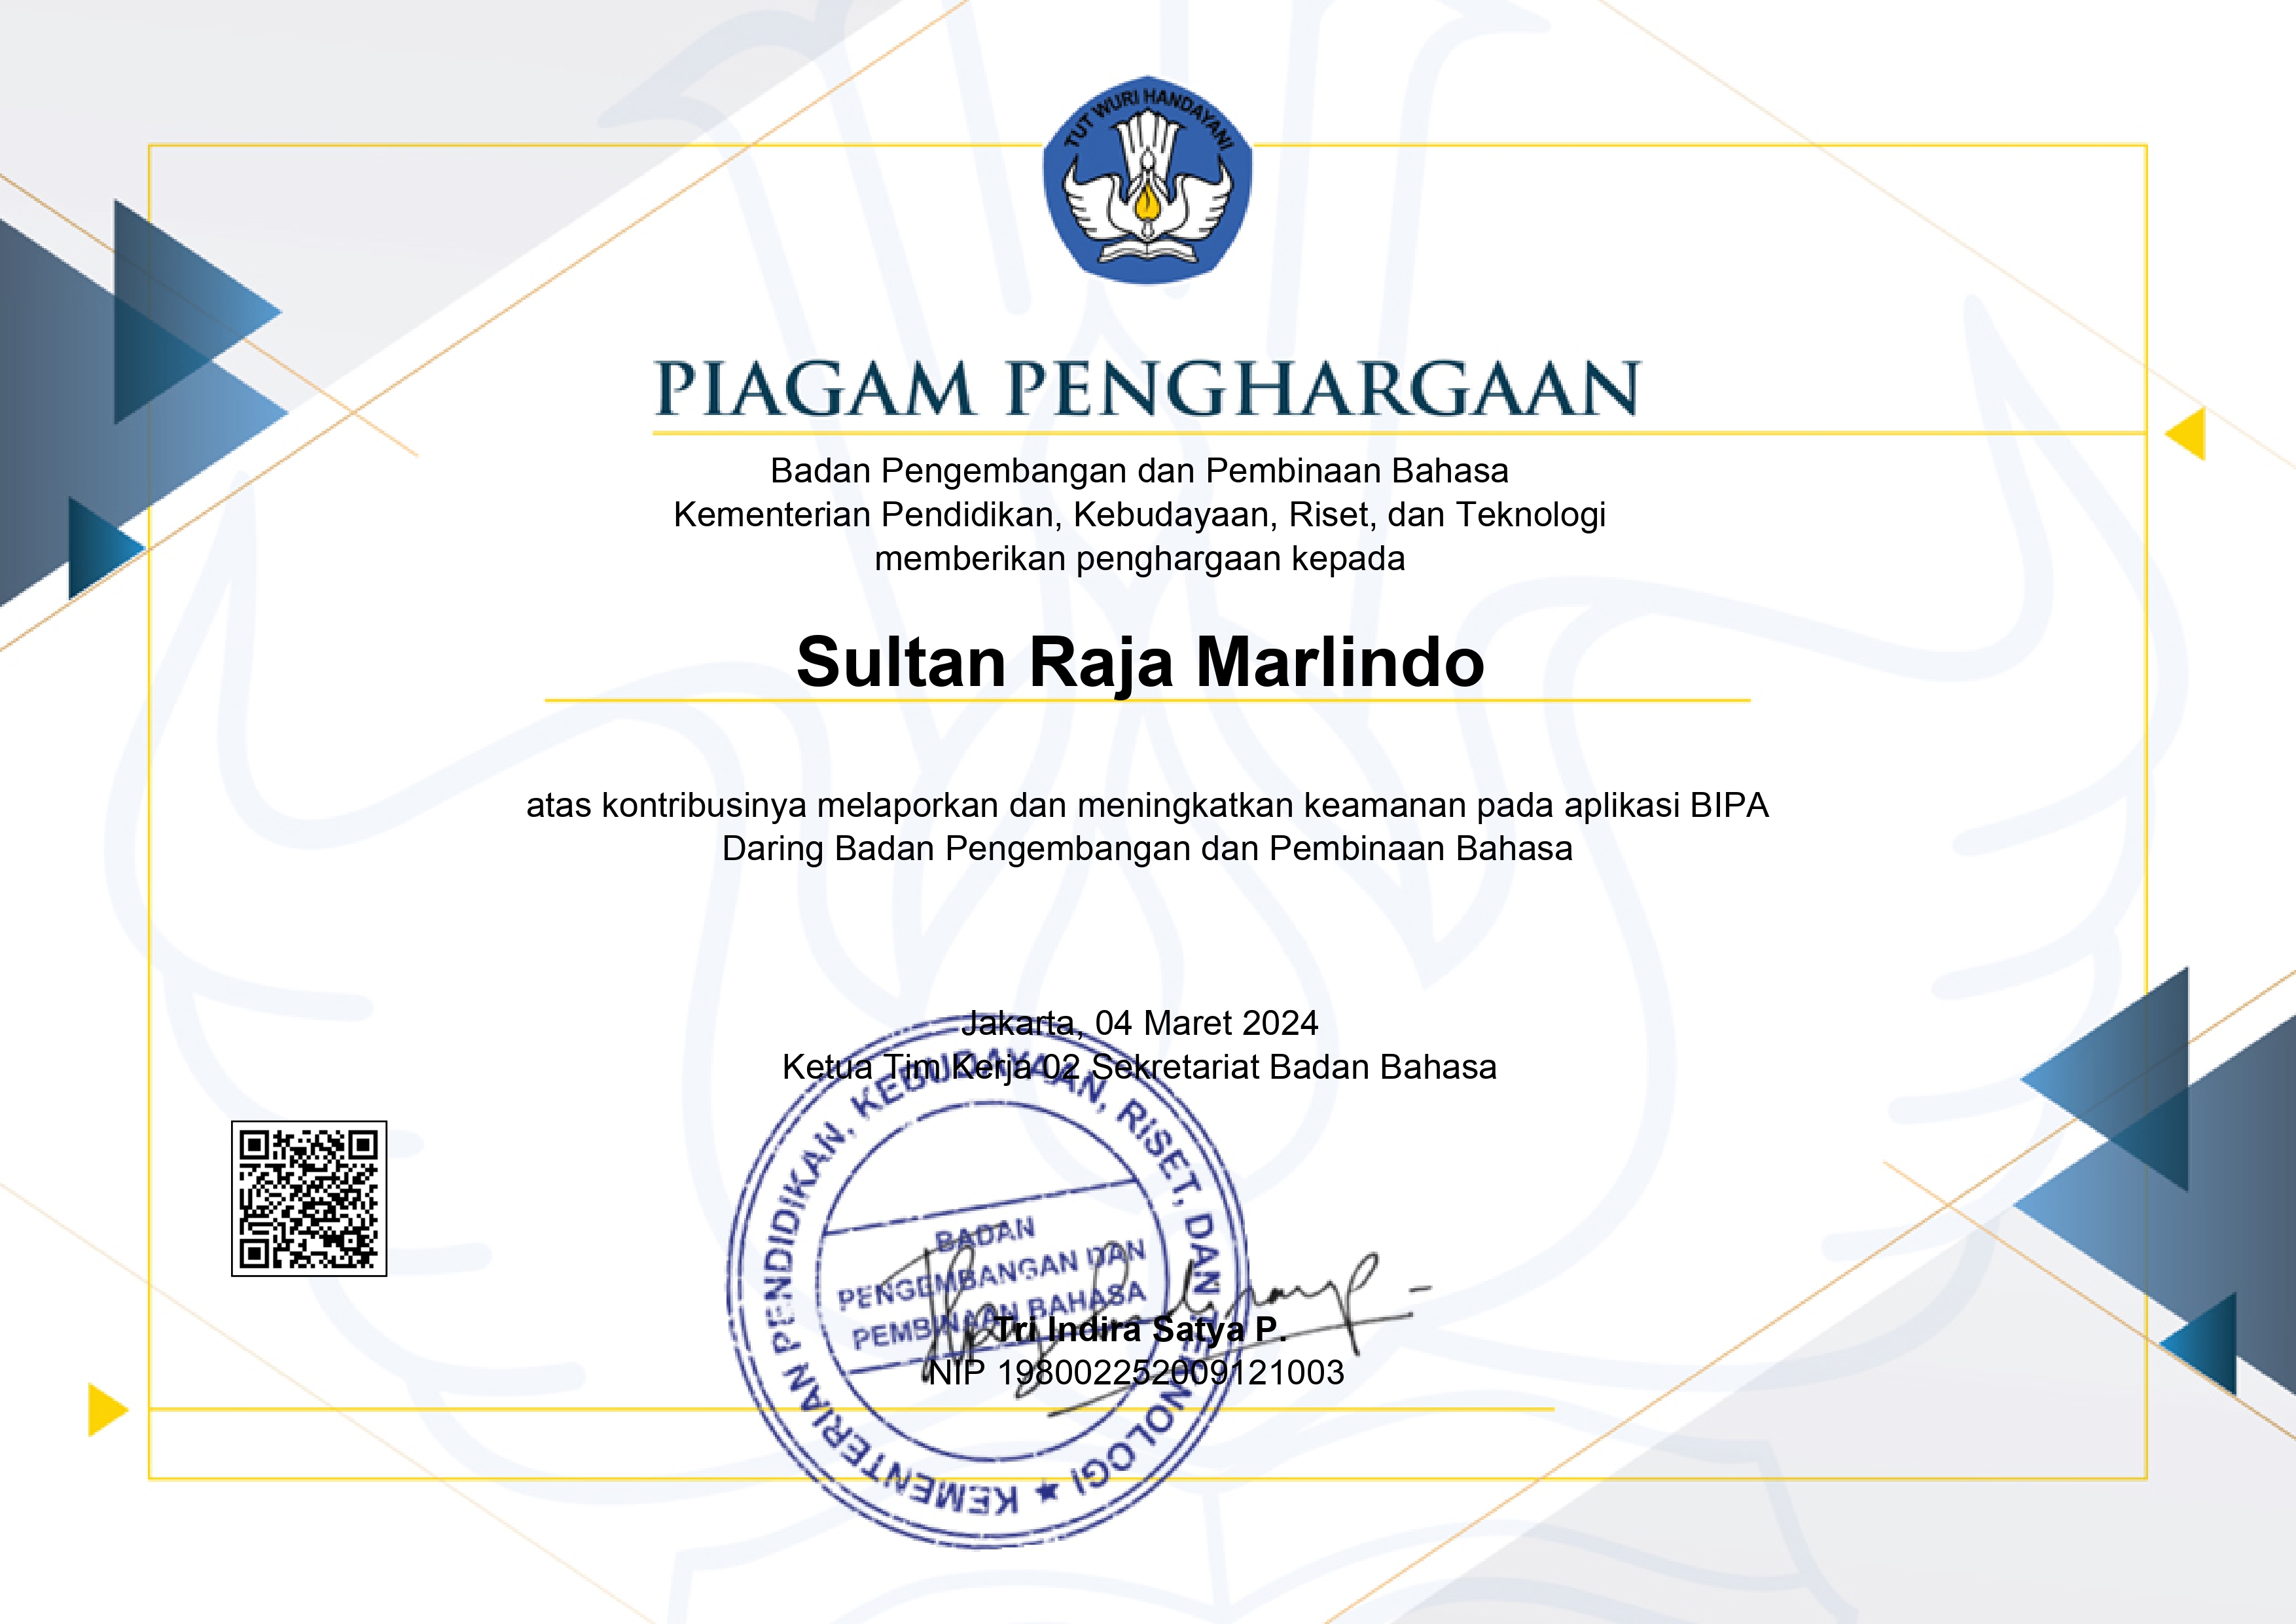 TUT WURI HANDAYANI
PIAGAM PENGHARGAAN
Badan Pengembangan dan Pembinaan Bahasa
Kementerian Pendidikan, Kebudayaan, Riset, dan Teknologi
memberikan penghargaan kepada
Sultan Raja Marlindo
atas kontribusinya melaporkan dan meningkatkan keamanan pada aplikasi BIPA
Daring Badan Pengembangan dan Pembinaan Bahasa
Jakarta, 04 Maret 2024
Ketua Tim Kerja 02 Sekretariat Badan Bahasa
KEMENTERIAN PENDIDIKAN, KEBUDAYAAN, RISET, DAN TEKNOLOGI
BADAN
PENGEMBANGAN DAN
PEMBINAAN BAHASA
Tri Indira Satya P.
NIP 198002252009121003